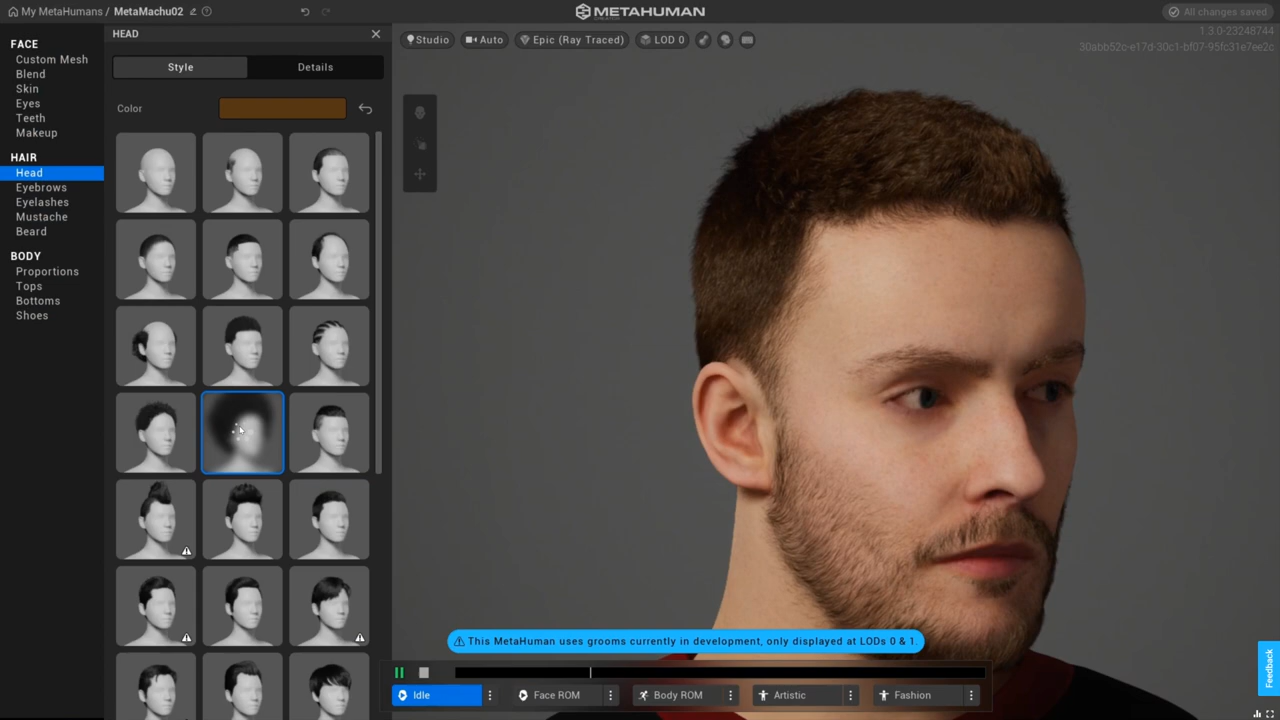 My MetaHumans / MetaMachu02
METAHUMAN
CREATOR
All changes saved
1.3.0-23248744
30abb52c-e17d-30c1-bf07-95fc31e7ee2c
FACE
Custom Mesh
Blend
Skin
Eyes
Teeth
Makeup
HAIR
Head
Eyebrows
Eyelashes
Mustache
Beard
BODY
Proportions
Tops
Bottoms
Shoes
HEAD
Style
Details
Color
Studio
Auto
Epic (Ray Traced)
LOD 0
This MetaHuman uses grooms currently in development, only displayed at LODs 0 & 1.
Idle
Face ROM
Body ROM
Artistic
Fashion
Feedback